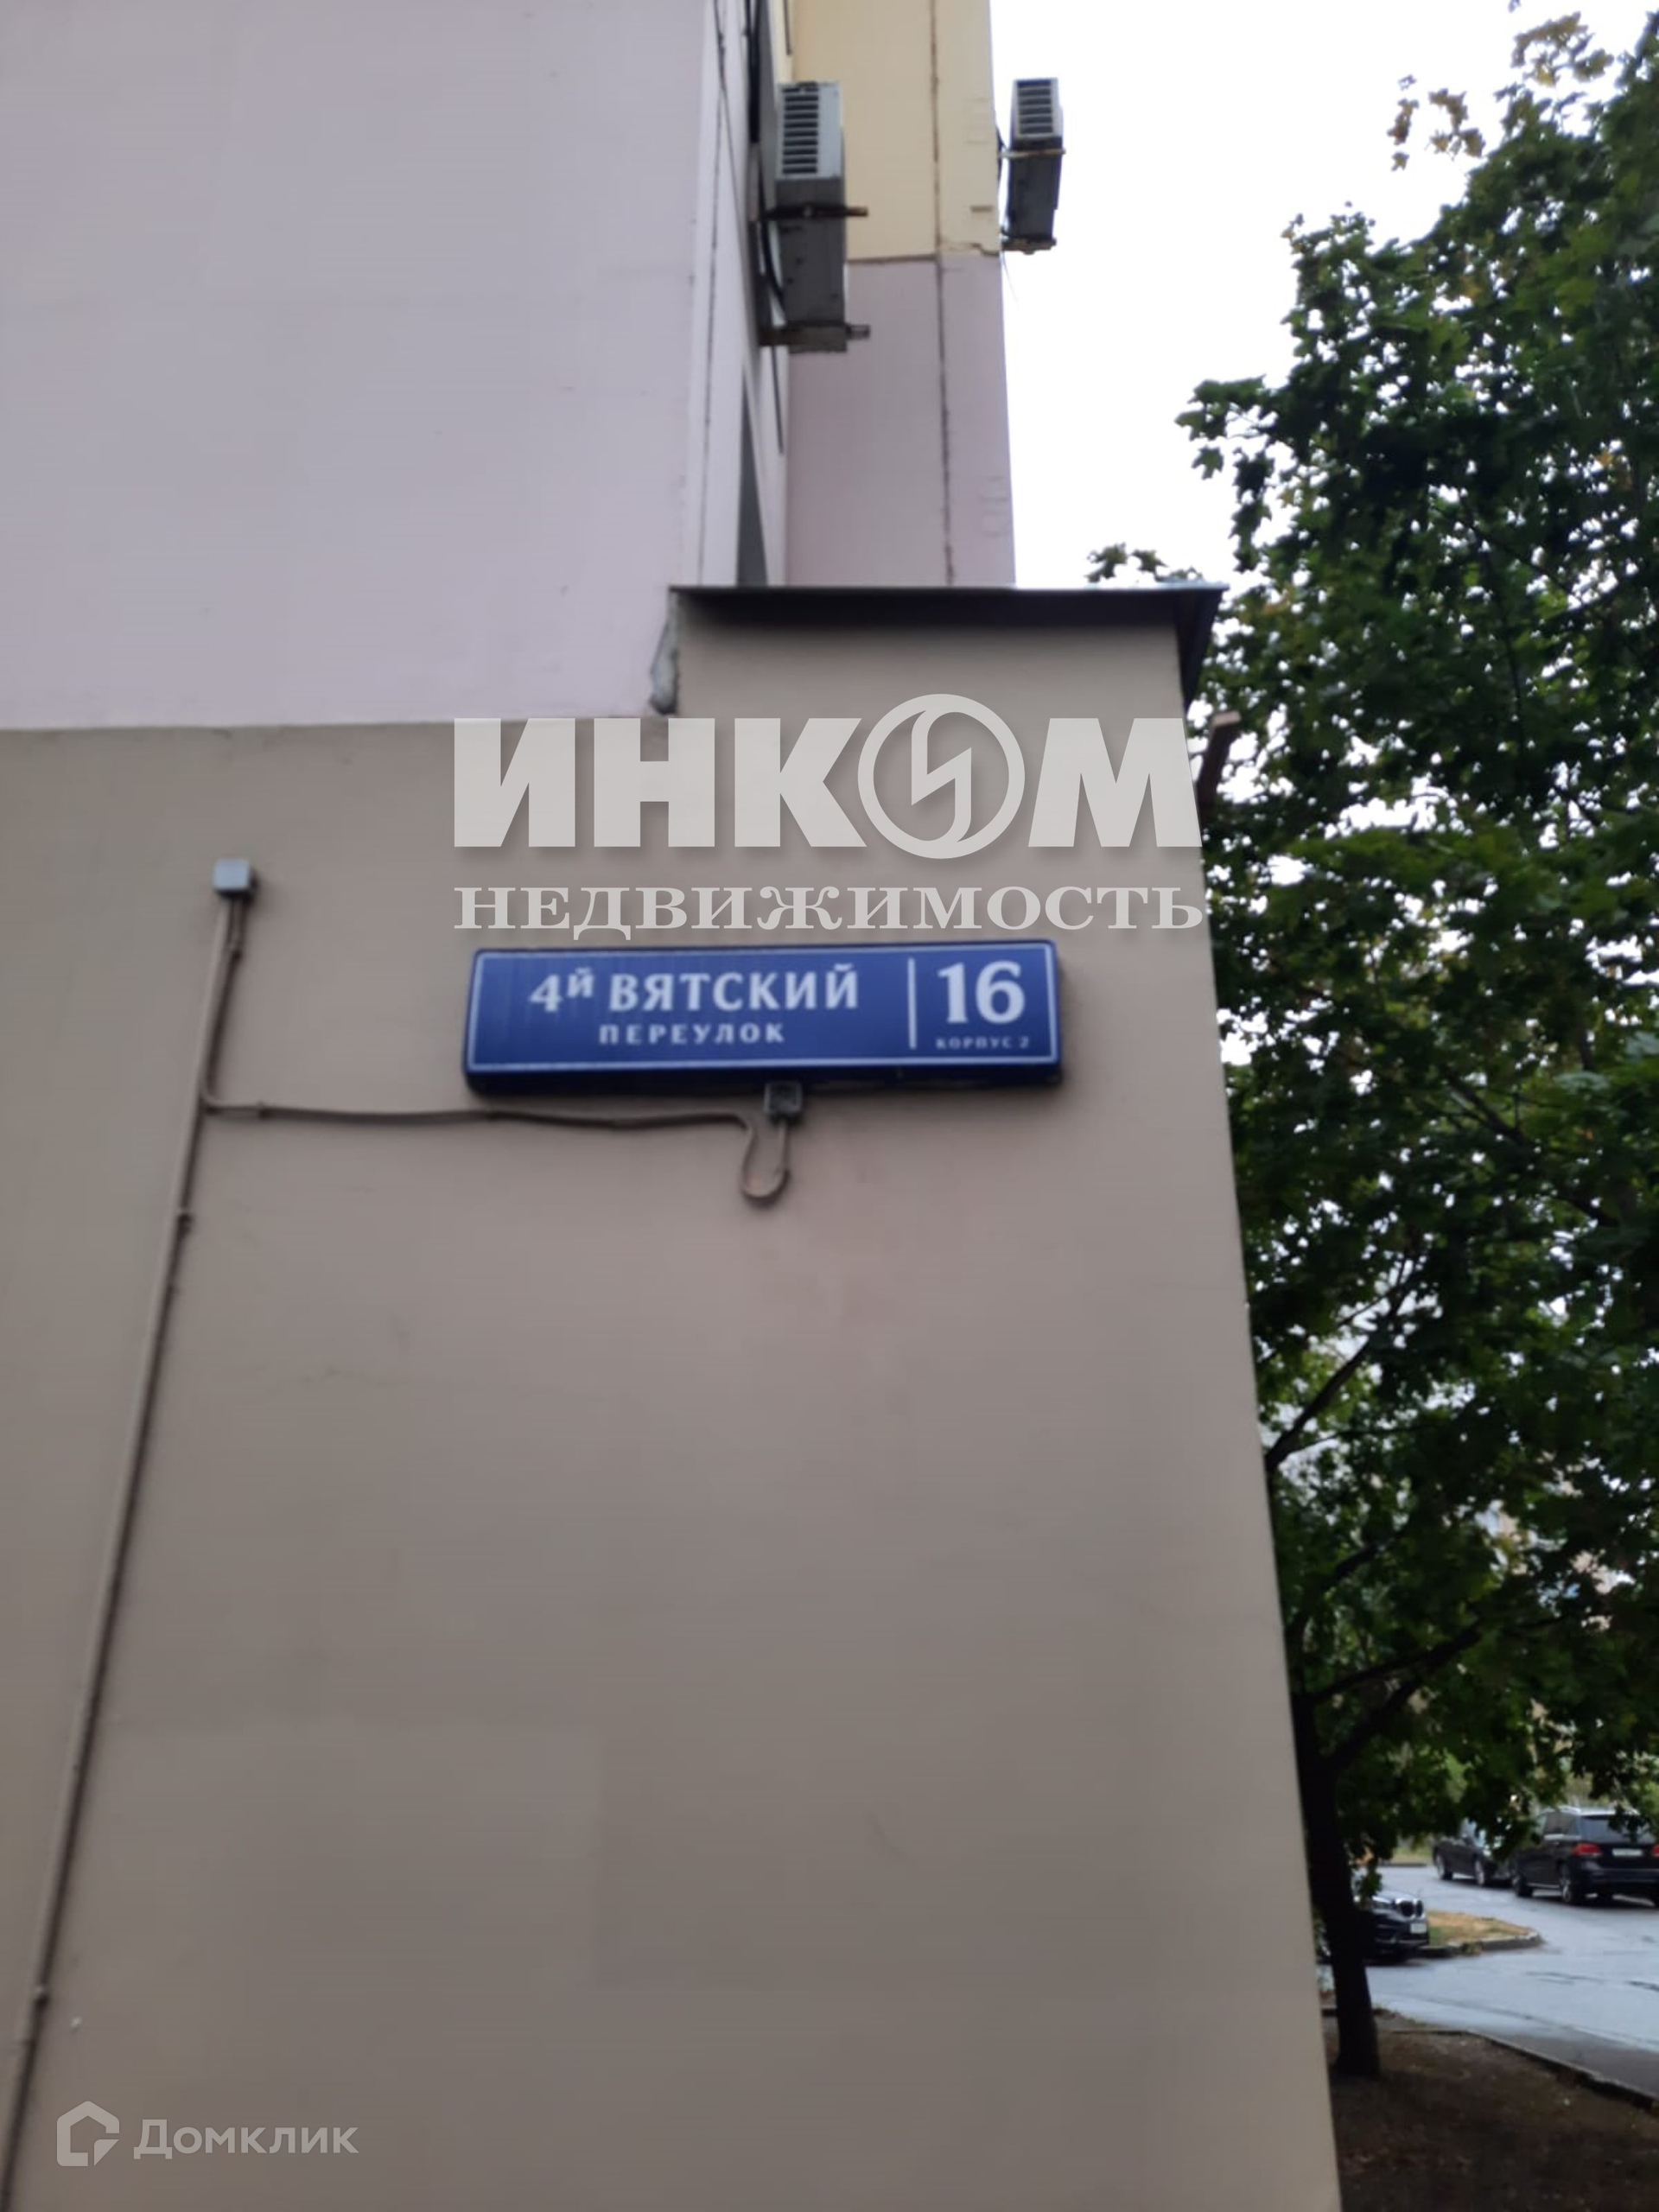 ИНКОМ
НЕДВИЖИМОСТЬ
4й ВЯТСКИЙ
ПЕРЕУЛОК
16
КОРПУС 2
Домклик